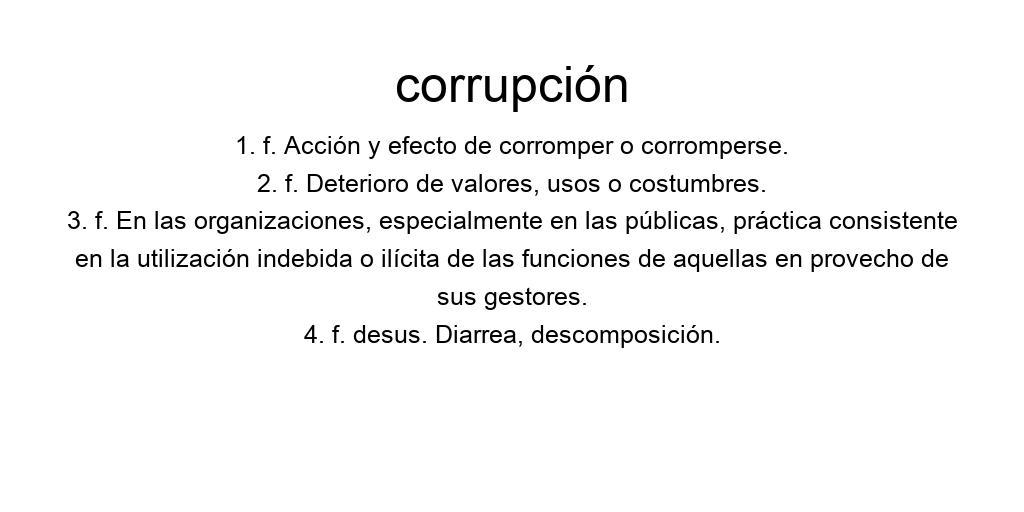 corrupción
1. f. Acción y efecto de corromper o corromperse.
2. f. Deterioro de valores, usos o costumbres.
3. f. En las organizaciones, especialmente en las públicas, práctica consistente
en la utilización indebida o ilícita de las funciones de aquellas en provecho de
sus gestores.
4. f. desus. Diarrea, descomposición.